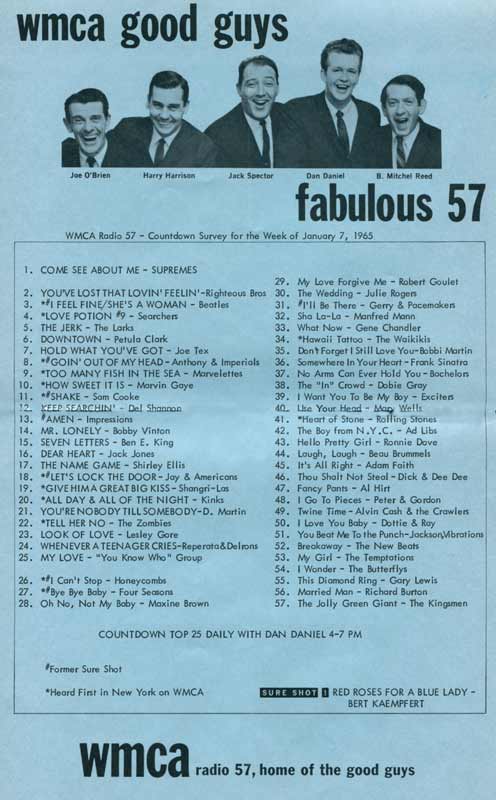 wmca good guys
Joe O'Brien Harry Harrison Jack Spector Dan Daniel B. Mitchel Reed
fabulous 57
WMCA Radio 57 - Countdown Survey for the Week of January 7, 1965
1. COME SEE ABOUT ME - SUPREMES
2. YOU'VE LOST THAT LOVIN' FEELIN'-Righteous Bros
3. *#I FEEL FINE/SHE'S A WOMAN - Beatles
4. *LOVE POTION #9 - Searchers
5. THE JERK - The Larks
6. DOWNTOWN - Petula Clark
7. HOLD WHAT YOU'VE GOT - Joe Tex
8. *#GOIN' OUT OF MY HEAD - Anthony & Imperials
9. *TOO MANY FISH IN THE SEA - Marvelettes
10. *HOW SWEET IT IS - Marvin Gaye
11. *#SHAKE - Sam Cooke
12. KEEP SEARCHIN' - Del Shannon
13. #AMEN - Impressions
14. MR. LONELY - Bobby Vinton
15. SEVEN LETTERS - Ben E. King
16. DEAR HEART - Jack Jones
17. THE NAME GAME - Shirley Ellis
18. *#LET'S LOCK THE DOOR - Jay & Americans
19. *GIVE HIM A GREAT BIG KISS - Shangri-Las
20. *ALL DAY & ALL OF THE NIGHT - Kinks
21. YOU'RE NOBODY TILL SOMEBODY-D. Martin
22. *TELL HER NO - The Zombies
23. LOOK OF LOVE - Lesley Gore
24. WHENEVER A TEENAGER CRIES-Reperata&Delrons
25. MY LOVE - "You Know Who" Group
26. *#I Can't Stop - Honeycombs
27. *#Bye Bye Baby - Four Seasons
28. Oh No, Not My Baby - Maxine Brown
29. My Love Forgive Me - Robert Goulet
30. The Wedding - Julie Rogers
31. #I'll Be There - Gerry & Pacemakers
32. Sha La-La - Manfred Mann
33. What Now - Gene Chandler
34. *Hawaii Tattoo - The Waikikis
35. Don't Forget I Still Love You-Bobbi Martin
36. Somewhere In Your Heart - Frank Sinatra
37. No Arms Can Ever Hold You-Bachelors
38. The "In" Crowd - Dobie Gray
39. I Want You To Be My Boy - Exciters
40. Use Your Head - Mary Wells
41. *Heart of Stone - Rolling Stones
42. The Boy from N.Y.C. - Ad Libs
43. Hello Pretty Girl - Ronnie Dove
44. Laugh, Laugh - Beau Brummels
45. It's All Right - Adam Faith
46. Thou Shalt Not Steal - Dick & Dee Dee
47. Fancy Pants - Al Hirt
48. I Go To Pieces - Peter & Gordon
49. Twine Time - Alvin Cash & the Crawlers
50. I Love You Baby - Dottie & Ray
51. You Beat Me To the Punch-Jackson,Vibrations
52. Breakaway - The New Beats
53. My Girl - The Temptations
54. I Wonder - The Butterflys
55. This Diamond Ring - Gary Lewis
56. Married Man - Richard Burton
57. The Jolly Green Giant - The Kingsmen
COUNTDOWN TOP 25 DAILY WITH DAN DANIEL 4-7 PM
#Former Sure Shot
*Heard First in New York on WMCA
SURE SHOT 1 RED ROSES FOR A BLUE LADY -
BERT KAEMPFERT
wmca radio 57, home of the good guys